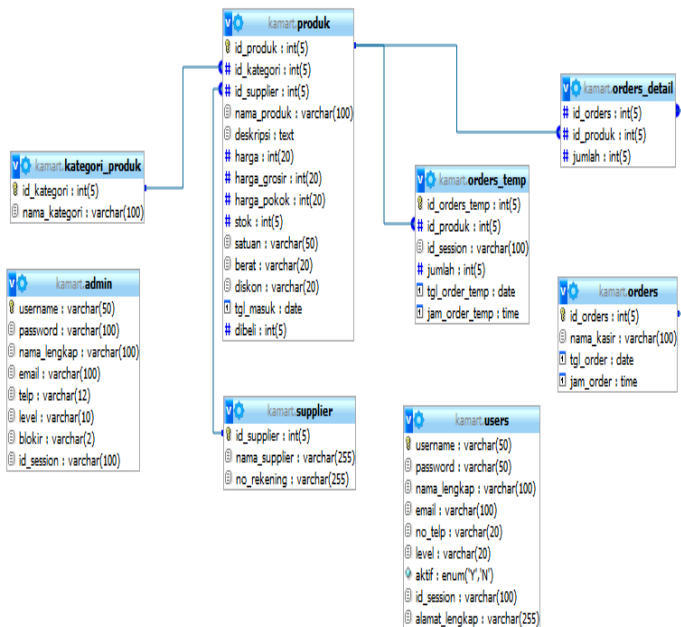 kamart.produk
id_produk : int(5)
id_kategori : int(5)
id_supplier : int(5)
nama_produk : varchar(100)
deskripsi : text
harga : int(20)
harga_grosir : int(20)
harga_pokok : int(20)
stok : int(5)
satuan : varchar(50)
berat : varchar(20)
diskon : varchar(20)
tgl_masuk : date
dibeli : int(5)
kamart.orders_detail
id_orders : int(5)
id_produk : int(5)
jumlah : int(5)
kamart.kategori_produk
id_kategori : int(5)
nama_kategori : varchar(100)
kamart.orders_temp
id_orders_temp : int(5)
id_produk : int(5)
id_session : varchar(100)
jumlah : int(5)
tgl_order_temp : date
jam_order_temp : time
kamart.admin
username : varchar(50)
password : varchar(100)
nama_lengkap : varchar(100)
email : varchar(100)
telp : varchar(12)
level : varchar(10)
blokir : varchar(2)
id_session : varchar(100)
kamart.orders
id_orders : int(5)
nama_kasir : varchar(100)
tgl_order : date
jam_order : time
kamart.supplier
id_supplier : int(5)
nama_supplier : varchar(255)
no_rekening : varchar(255)
kamart.users
username : varchar(50)
password : varchar(50)
nama_lengkap : varchar(100)
email : varchar(100)
no_telp : varchar(20)
level : varchar(20)
aktif : enum('Y','N')
id_session : varchar(100)
alamat_lengkap : varchar(255)